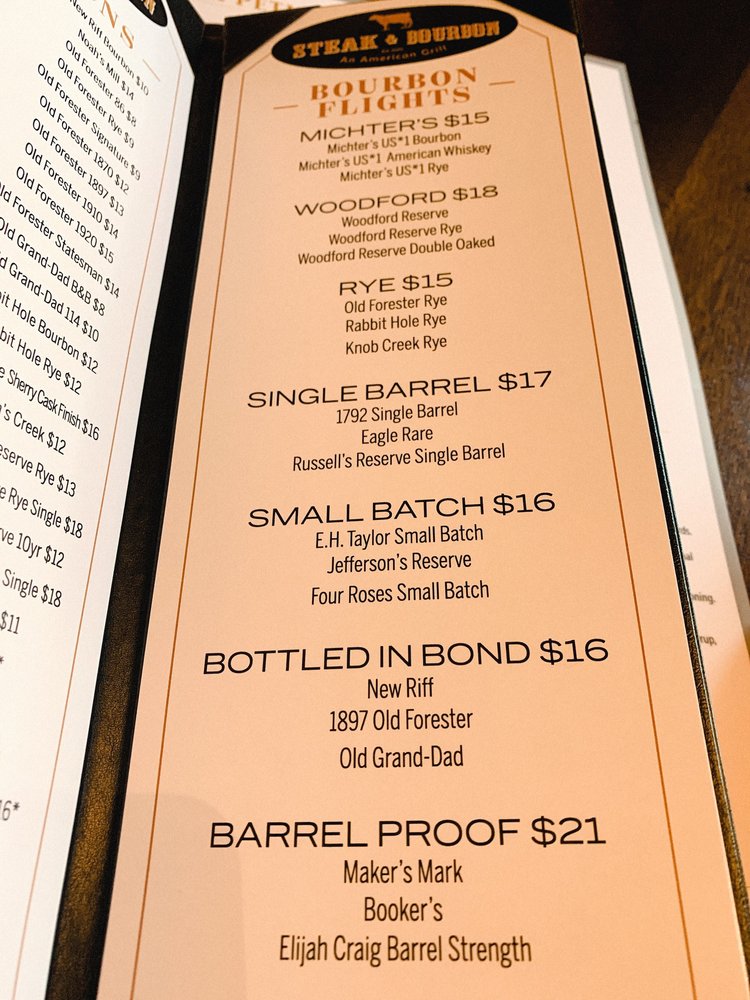 NS
New Riff Bourbon $10
Noah's Mill $14
Old Forester 86 $8
Old Forester Rye $9
Old Forester Signature $9
Old Forester 1870 $12
Old Forester 1897 $13
Old Forester 1910 $14
Old Forester 1920 $15
Old Forester Statesman $14
Old Grand-Dad B&B $8
d Grand-Dad 114 $10
bit Hole Bourbon $12
bit Hole Rye $12
e Sherry Cask Finish $16
's Creek $12
eserve Rye $13
e Rye Single $18
ve 10yr $12
Single $18
$11
*
16*
STEAK & BOURBON
An American Grill
BOURBON
FLIGHTS
MICHTER'S $15
Michter's US*1 Bourbon
Michter's US*1 American Whiskey
Michter's US*1 Rye
WOODFORD $18
Woodford Reserve
Woodford Reserve Rye
Woodford Reserve Double Oaked
RYE $15
Old Forester Rye
Rabbit Hole Rye
Knob Creek Rye
SINGLE BARREL $17
1792 Single Barrel
Eagle Rare
Russell's Reserve Single Barrel
SMALL BATCH $16
E.H. Taylor Small Batch
Jefferson's Reserve
Four Roses Small Batch
BOTTLED IN BOND $16
New Riff
1897 Old Forester
Old Grand-Dad
BARREL PROOF $21
Maker's Mark
Booker's
Elijah Craig Barrel Strength